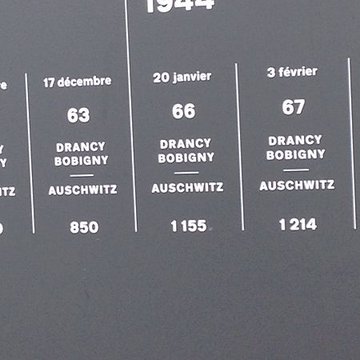 1944
17 décembre
63
DRANCY
BOBIGNY
AUSCHWITZ
850
20 janvier
66
DRANCY
BOBIGNY
AUSCHWITZ
1 155
3 février
67
DRANCY
BOBIGNY
AUSCHWITZ
1 214